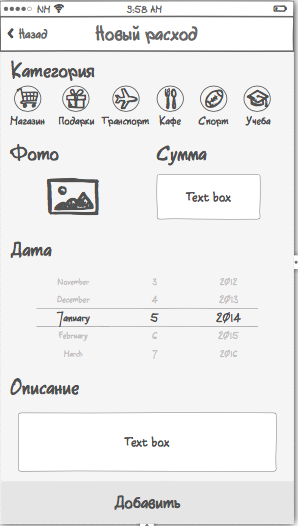 NM 3:58 AM
Назад Новый расход
Категория
Магазин Подарки Транспорт Кафе Спорт Учеба
Фото Сумма
Text box
Дата
November 3 2012
December 4 2013
January 5 2014
February 6 2015
March 7 2016
Описание
Text box
Добавить